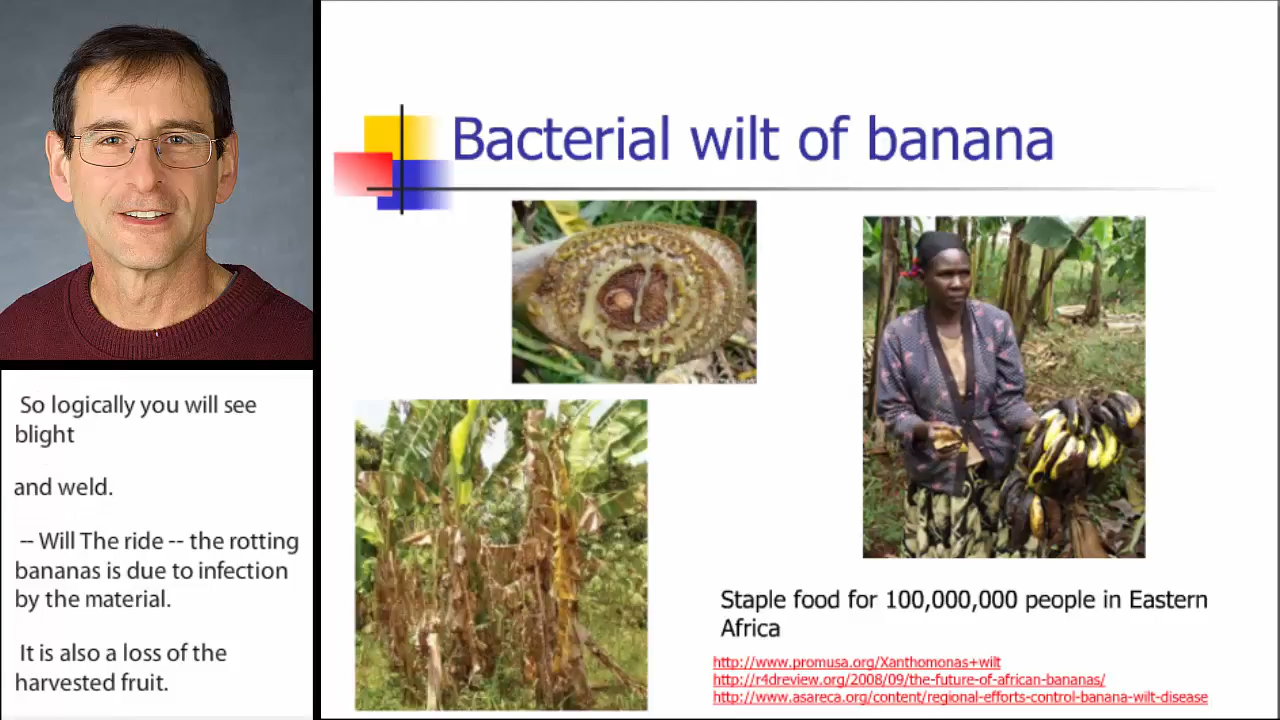 Bacterial wilt of banana
So logically you will see
blight
and weld.
-- Will The ride -- the rotting
bananas is due to infection
by the material.
It is also a loss of the
harvested fruit.
Staple food for 100,000,000 people in Eastern
Africa
http://www.promusa.org/Xanthomonas+wilt
http://r4dreview.org/2008/09/the-future-of-african-bananas/
http://www.asareca.org/content/regional-efforts-control-banana-wilt-disease